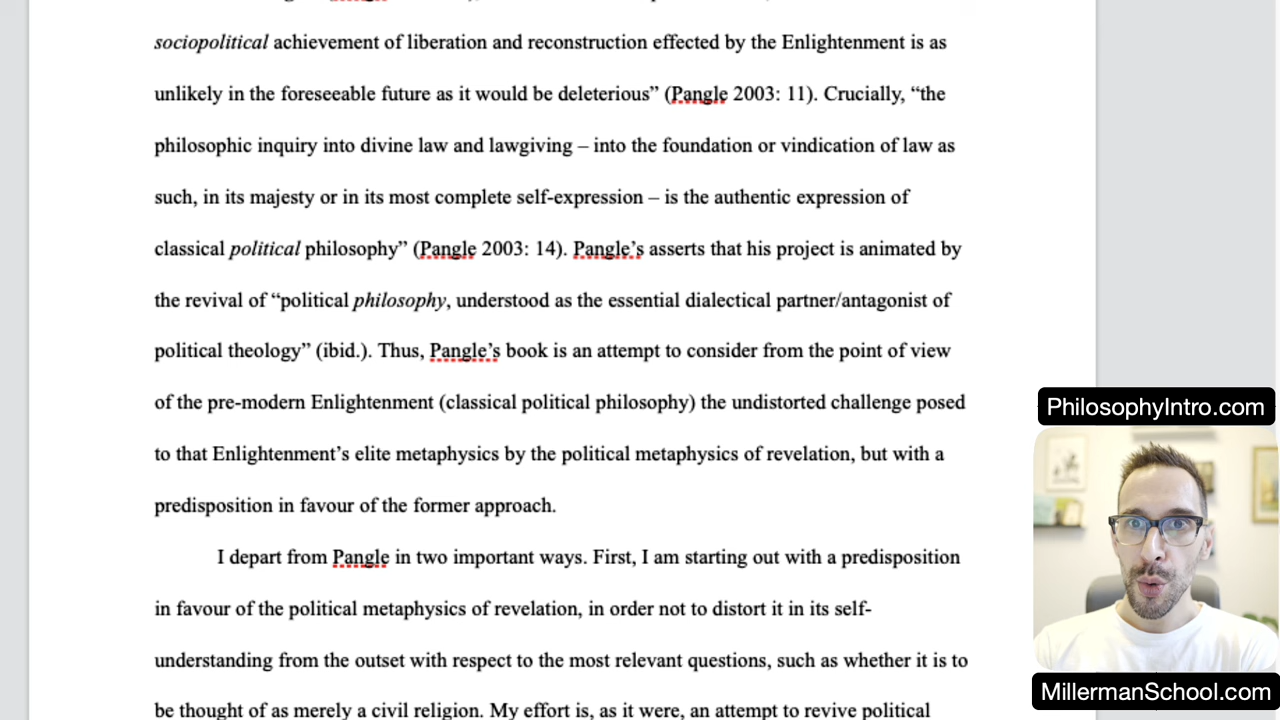 sociopolitical achievement of liberation and reconstruction effected by the Enlightenment is as
unlikely in the foreseeable future as it would be deleterious” (Pangle 2003: 11). Crucially, “the
philosophic inquiry into divine law and lawgiving – into the foundation or vindication of law as
such, in its majesty or in its most complete self-expression – is the authentic expression of
classical political philosophy” (Pangle 2003: 14). Pangle’s asserts that his project is animated by
the revival of “political philosophy, understood as the essential dialectical partner/antagonist of
political theology” (ibid.). Thus, Pangle’s book is an attempt to consider from the point of view
of the pre-modern Enlightenment (classical political philosophy) the undistorted challenge posed
to that Enlightenment’s elite metaphysics by the political metaphysics of revelation, but with a
predisposition in favour of the former approach.
I depart from Pangle in two important ways. First, I am starting out with a predisposition
in favour of the political metaphysics of revelation, in order not to distort it in its self-
understanding from the outset with respect to the most relevant questions, such as whether it is to
be thought of as merely a civil religion. My effort is, as it were, an attempt to revive political
PhilosophyIntro.com
MillermanSchool.com